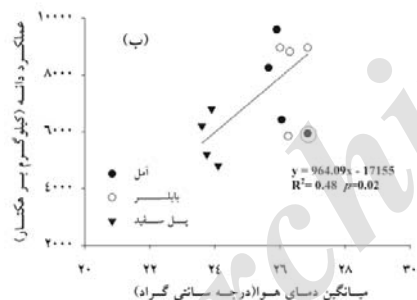 (ب)
عملکرد دانه (کیلوگرم بر هکتار)
۱۰۰۰۰
۸۰۰۰
۶۰۰۰
۴۰۰۰
۲۰۰۰
آمل
بابلسر
پل سفید
y = 964.09x - 17155
R²= 0.48 p=0.02
۲۰ ۲۲ ۲۴ ۲۶ ۲۸ ۳۰
میانگین دمای هوا(درجه سانتی گراد)